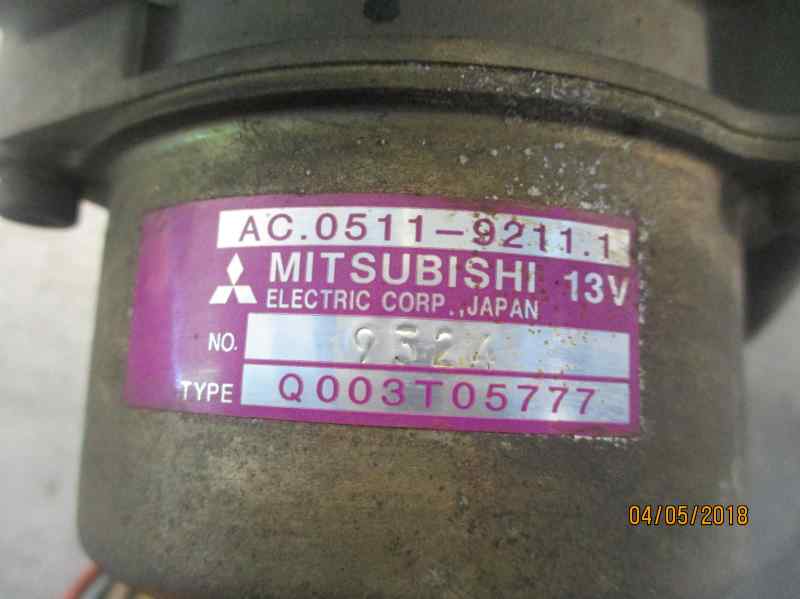 AC.0511-9211.1
MITSUBISHI 13V
ELECTRIC CORP.,JAPAN
NO.
TYPE Q003T05777
04/05/2018